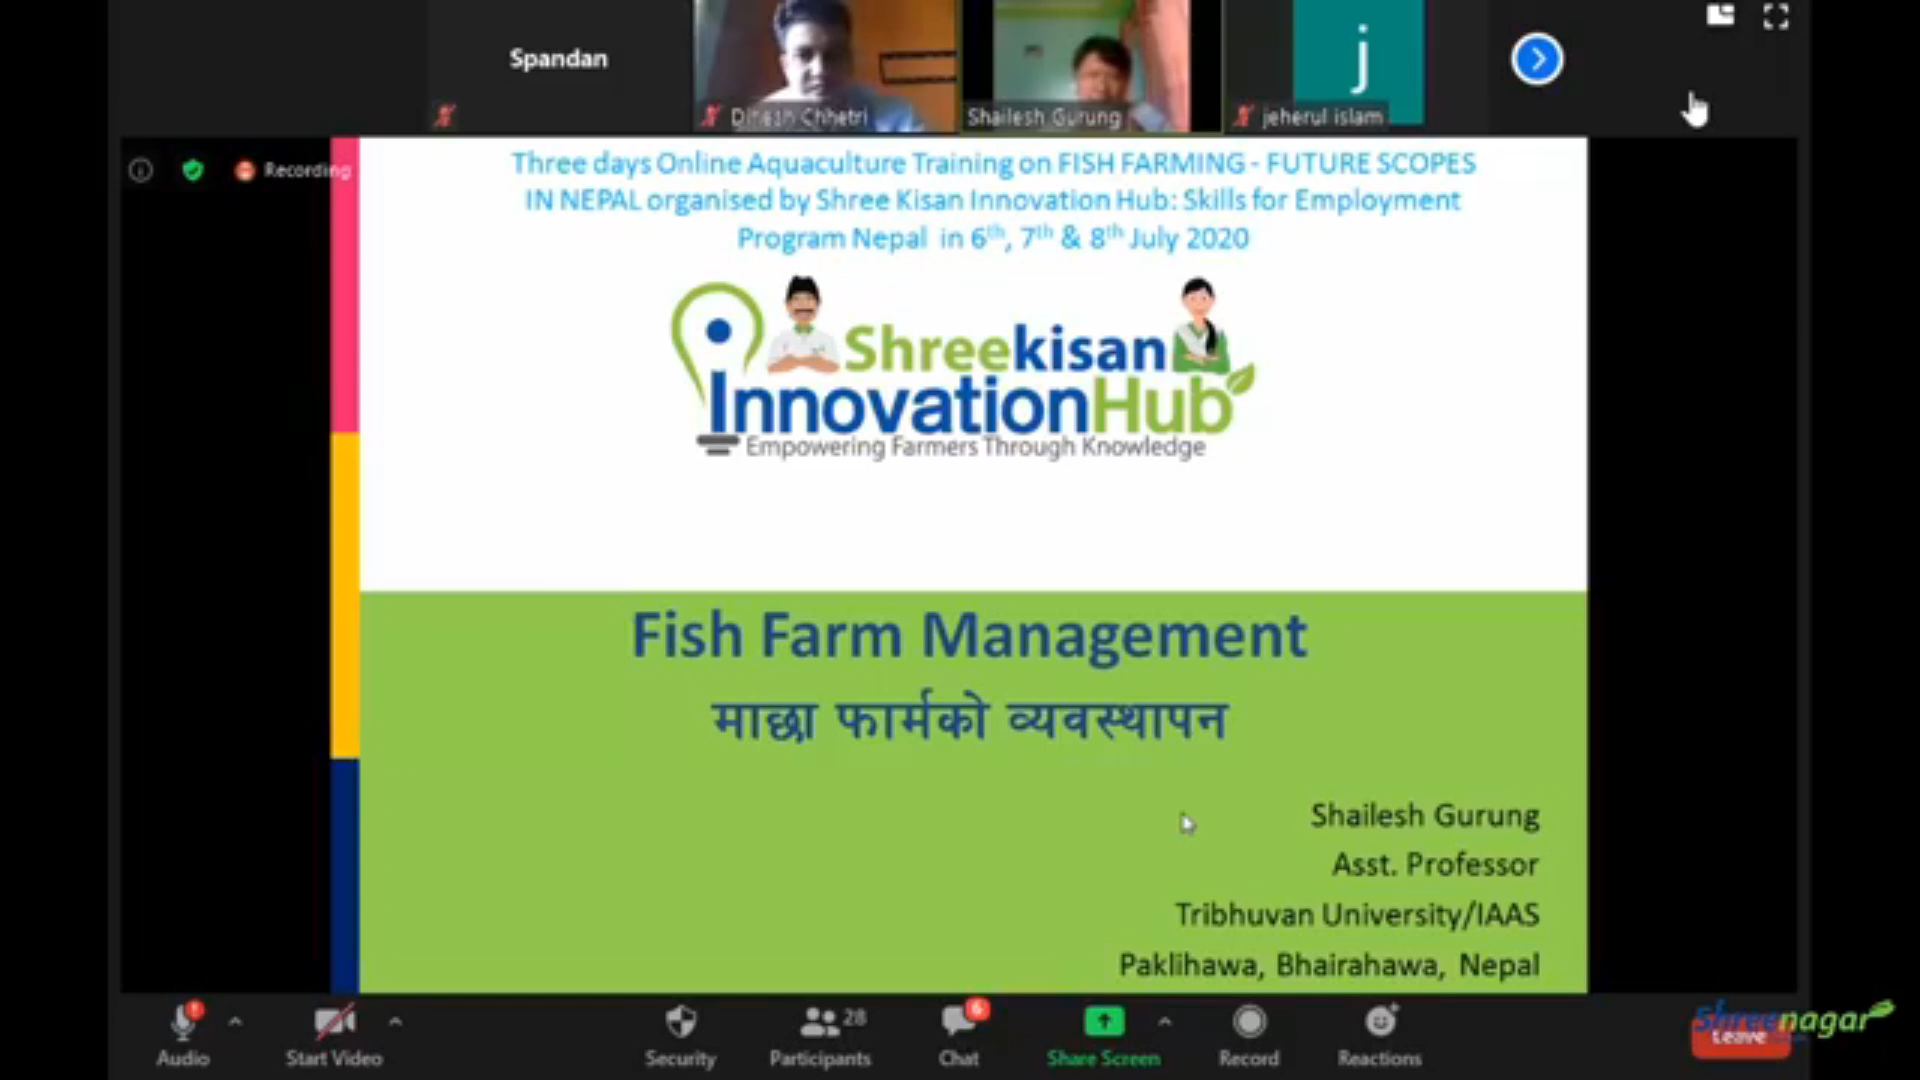 Spandan
Dinesh Chhetri
Shailesh Gurung
j
jeherul islam
Recording
Three days Online Aquaculture Training on FISH FARMING - FUTURE SCOPES
IN NEPAL organised by Shree Kisan Innovation Hub: Skills for Employment
Program Nepal in 6th, 7th & 8th July 2020
Shreekisan
InnovationHub
Empowering Farmers Through Knowledge
Fish Farm Management
माछा फार्मको व्यवस्थापन
Shailesh Gurung
Asst. Professor
Tribhuvan University/IAAS
Paklihawa, Bhairahawa, Nepal
28
6
Audio
Start Video
Security
Participants
Chat
Share Screen
Record
Reactions
Shreenagar
Leave